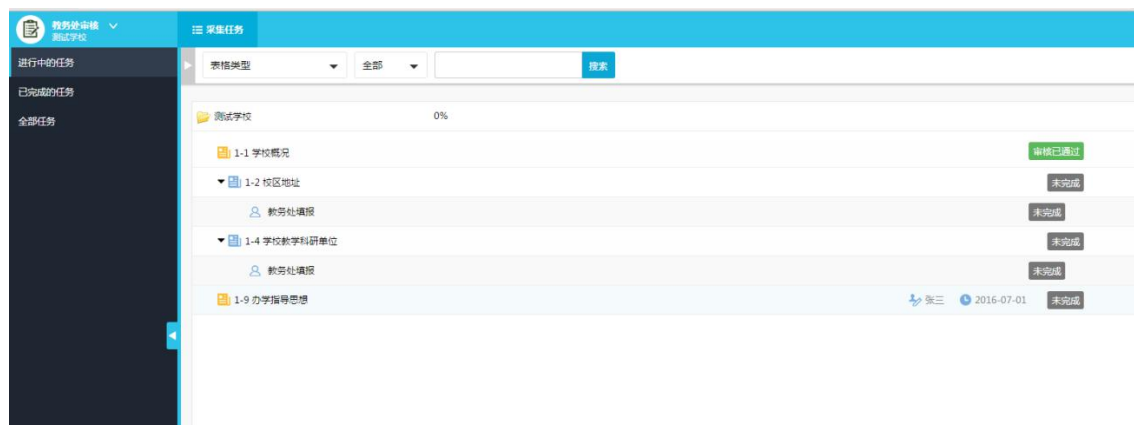 教务处审核
测试学校
采集任务
进行中的任务
已完成的任务
全部任务
表格类型 全部 搜索
测试学校 0%
1-1 学校概况 审核已通过
1-2 校区地址 未完成
教务处填报 未完成
1-4 学校教学科研单位 未完成
教务处填报 未完成
1-9 办学指导思想 张三 2016-07-01 未完成